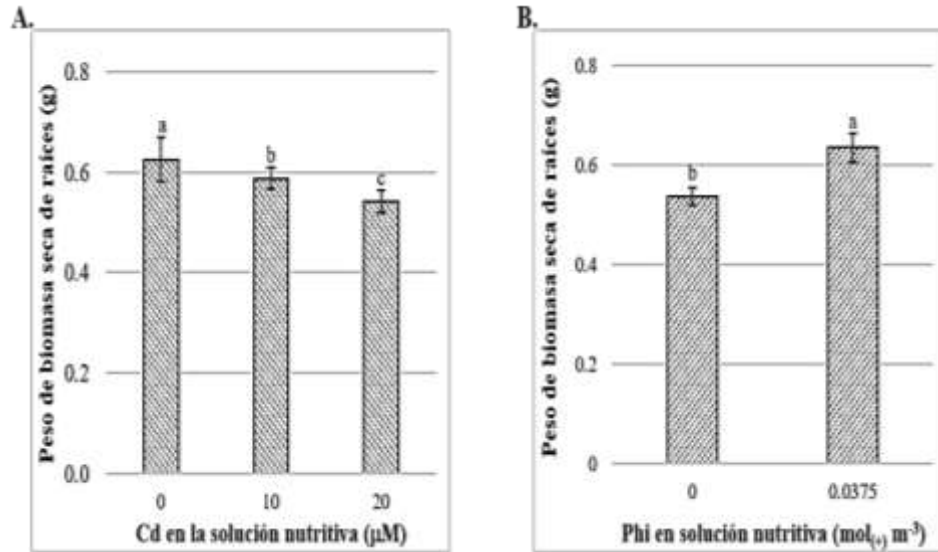 A.
Peso de biomasa seca de raíces (g)
0.8
0.6
0.4
0.2
0.0
a
b
c
0 10 20
Cd en la solución nutritiva (μM)
B.
Peso de biomasa seca de raíces (g)
0.8
0.6
0.4
0.2
0
b
a
0 0.0375
Phi en solución nutritiva (mol₍₊₎ m⁻³)